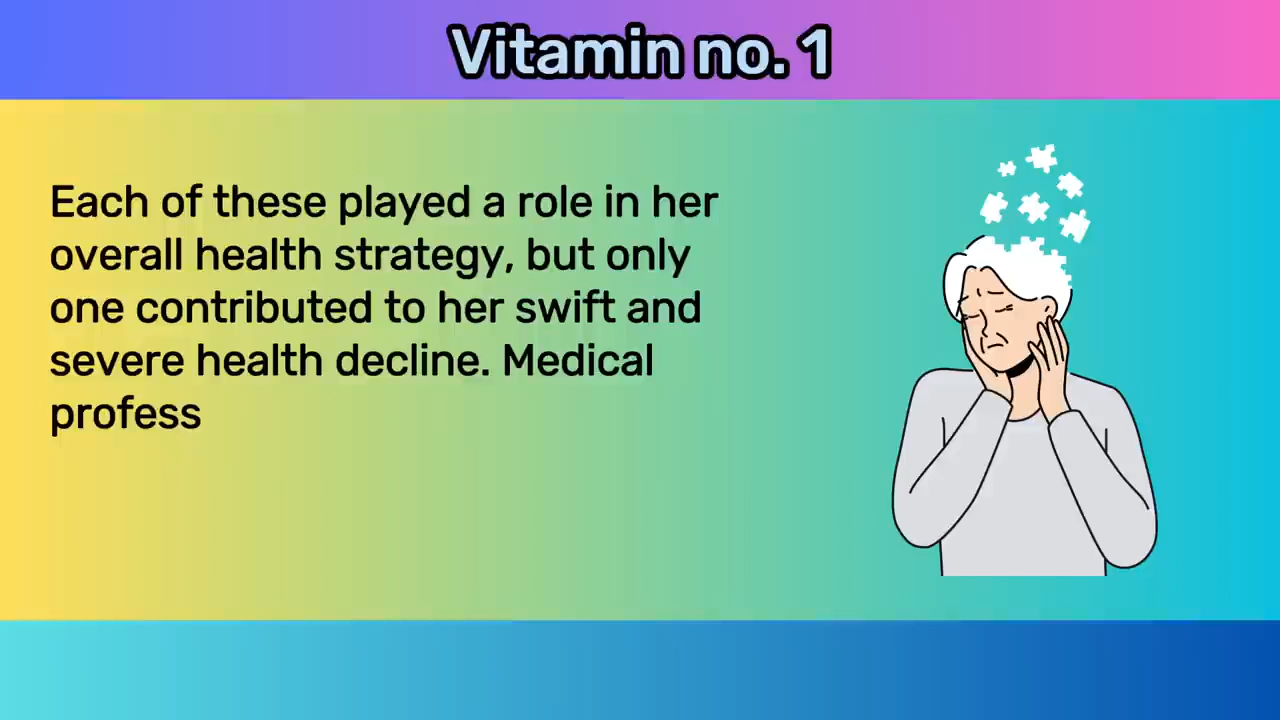 Vitamin no. 1
Each of these played a role in her
overall health strategy, but only
one contributed to her swift and
severe health decline. Medical
profess